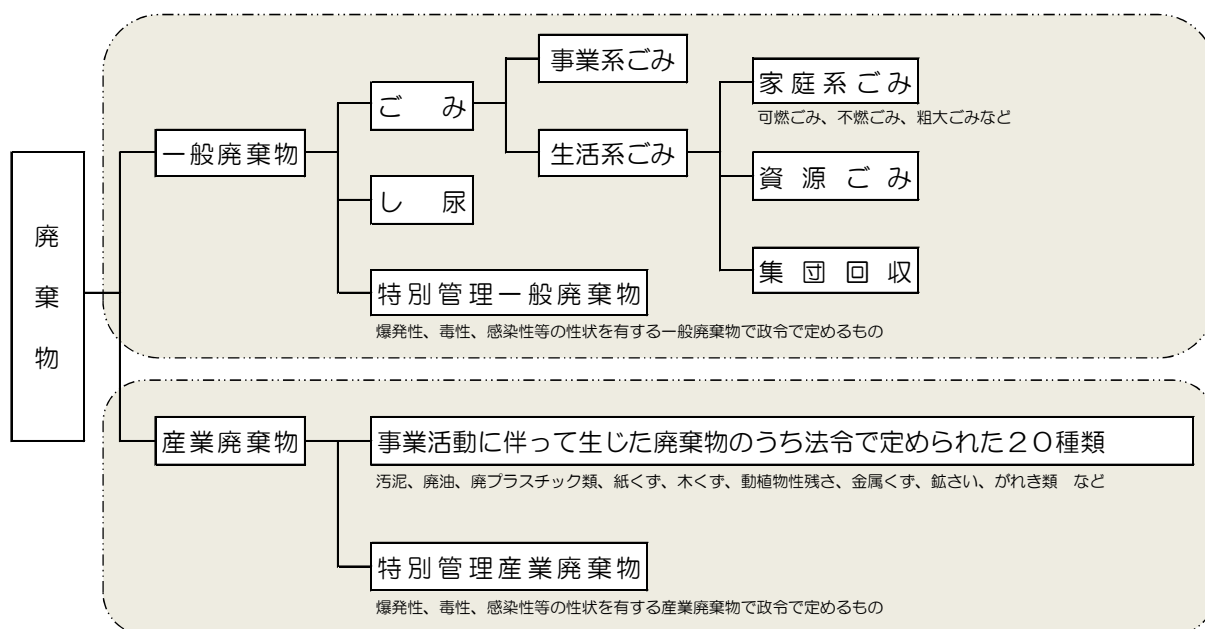 廃棄物
一般廃棄物
ごみ
事業系ごみ
生活系ごみ
家庭系ごみ
可燃ごみ、不燃ごみ、粗大ごみなど
資源ごみ
集団回収
し尿
特別管理一般廃棄物
爆発性、毒性、感染性等の性状を有する一般廃棄物で政令で定めるもの
産業廃棄物
事業活動に伴って生じた廃棄物のうち法令で定められた20種類
汚泥、廃油、廃プラスチック類、紙くず、木くず、動植物性残さ、金属くず、鉱さい、がれき類 など
特別管理産業廃棄物
爆発性、毒性、感染性等の性状を有する産業廃棄物で政令で定めるもの